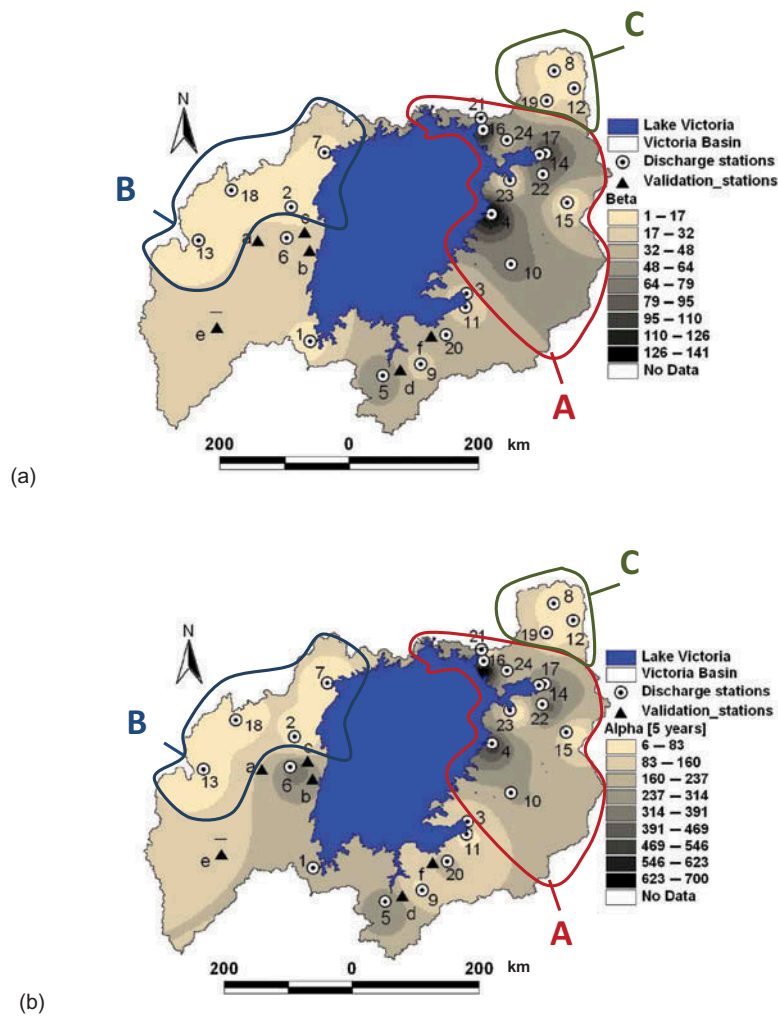 C
8
19
12
21
16
24
17
14
22
23
15
4
10
3
11
A
N
B
7
18
2
13
c
a
6
b
e
1
f
20
9
d
5
Lake Victoria
Victoria Basin
Discharge stations
Validation_stations
Beta
1 – 17
17 – 32
32 – 48
48 – 64
64 – 79
79 – 95
95 – 110
110 – 126
126 – 141
No Data
200 0 200 km
(a)
C
8
19
12
21
16
24
17
14
22
23
15
4
10
3
11
A
N
B
7
18
2
13
c
a
6
b
e
1
f
20
9
d
5
Lake Victoria
Victoria Basin
Discharge stations
Validation_stations
Alpha [5 years]
6 – 83
83 – 160
160 – 237
237 – 314
314 – 391
391 – 469
469 – 546
546 – 623
623 – 700
No Data
200 0 200 km
(b)